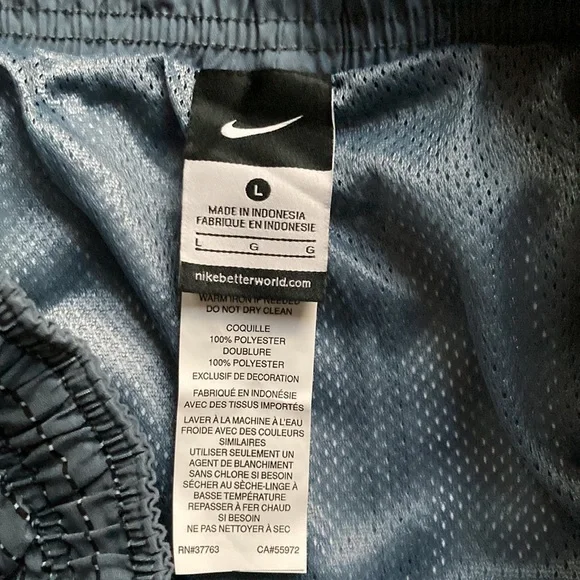 L
MADE IN INDONESIA
FABRIQUE EN INDONESIE
L G G
nikebetterworld.com
WARM IRON IF NEEDED
DO NOT DRY CLEAN
COQUILLE
100% POLYESTER
DOUBLURE
100% POLYESTER
EXCLUSIF DE DECORATION
FABRIQUÉ EN INDONÉSIE
AVEC DES TISSUS IMPORTÉS
LAVER À LA MACHINE À L'EAU
FROIDE AVEC DES COULEURS
SIMILAIRES
UTILISER SEULEMENT UN
AGENT DE BLANCHIMENT
SANS CHLORE SI BESOIN
SÉCHER AU SÈCHE-LINGE À
BASSE TEMPÉRATURE
REPASSER À FER CHAUD
SI BESOIN
NE PAS NETTOYER À SEC
RN#37763 CA#55972